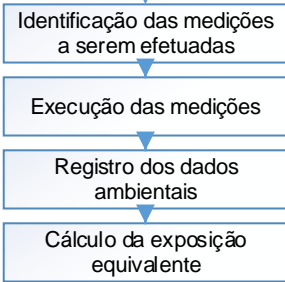 Identificação das medições
a serem efetuadas
Execução das medições
Registro dos dados
ambientais
Cálculo da exposição
equivalente